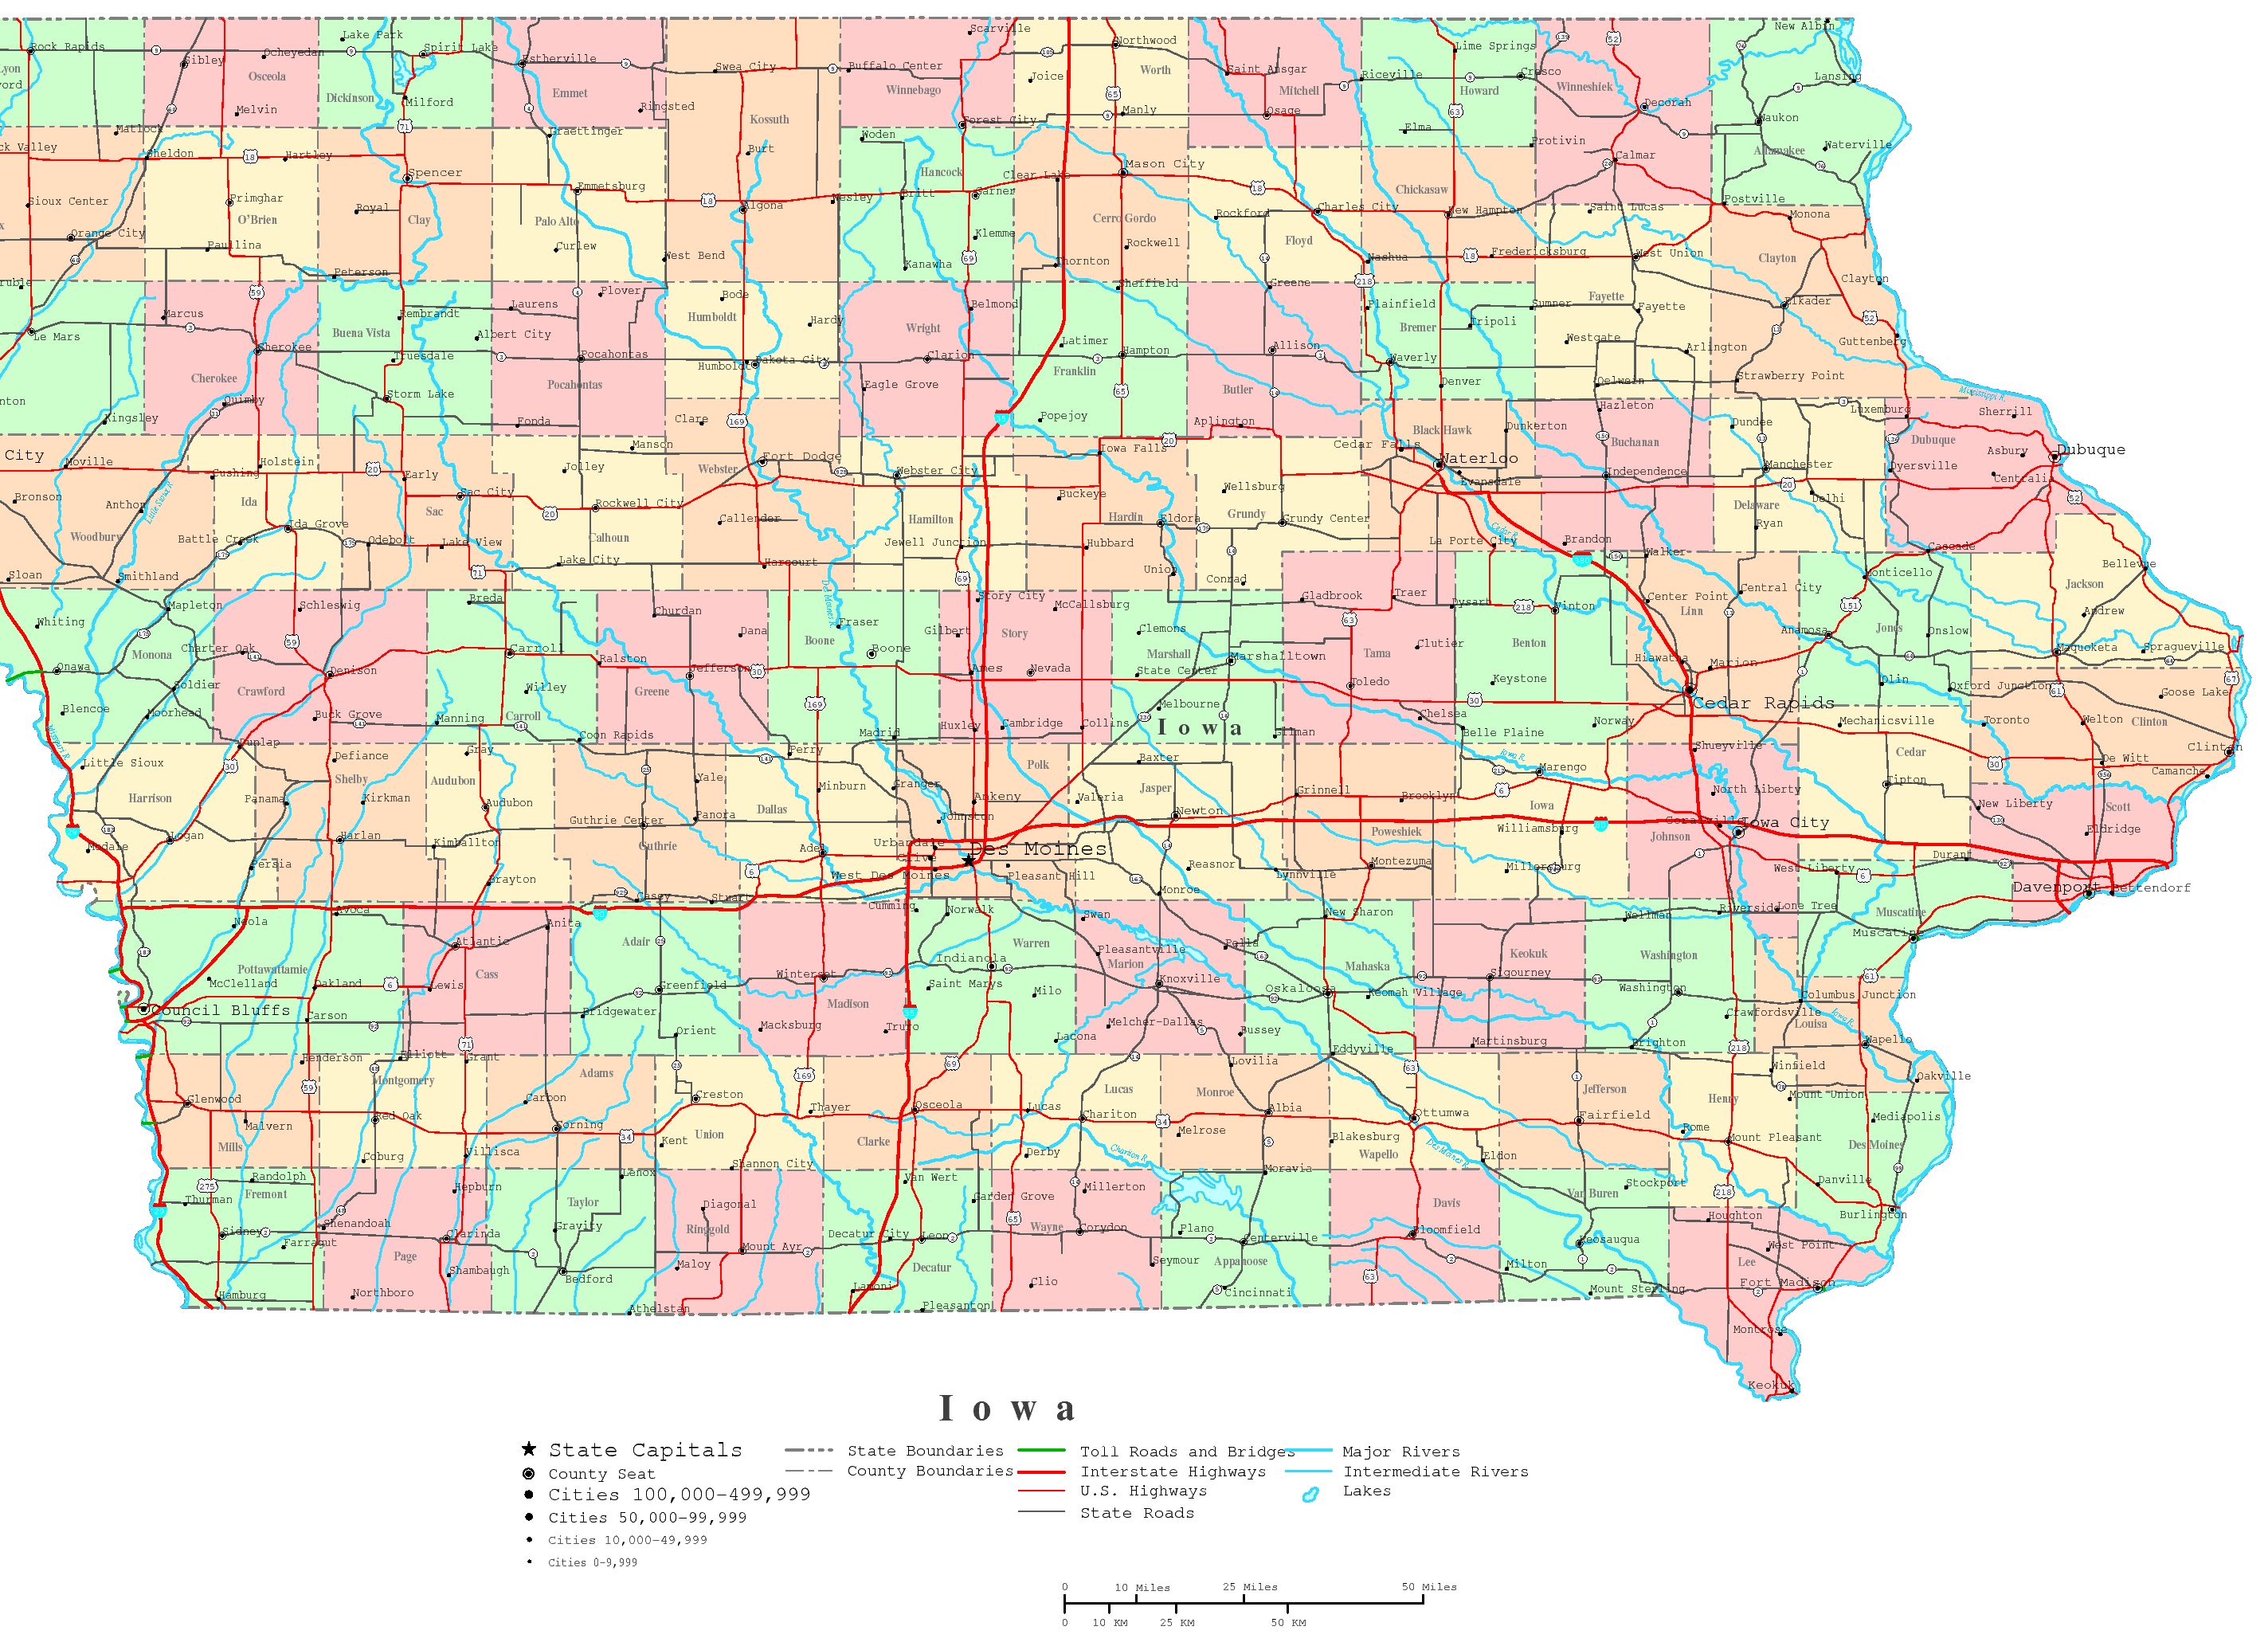 Rock Rapids
Lake Park
Spirit Lake
Scarville
New Albin
Ocheyedan
Sibley
Estherville
Swea City
Buffalo Center
Northwood
Lime Springs
Osceola
Dickinson
Emmet
Winnebago
Joice
Worth
Saint Ansgar
Mitchell
Riceville
Howard
Cresco
Winneshiek
Lansing
Melvin
Milford
Ringsted
Kossuth
Forest City
Manly
Osage
Elma
Decorah
Waukon
Matlock
Graettinger
Woden
Protivin
Allamakee
Waterville
ck Valley
Sheldon
Hartley
Burt
Mason City
Calmar
Spencer
Emmetsburg
Hancock
Clear Lake
Chickasaw
Sioux Center
Primghar
Royal
Algona
Wesley
Britt
Garner
Rockford
Charles City
New Hampton
Saint Lucas
Postville
Monona
O'Brien
Clay
Palo Alto
Cerro Gordo
Floyd
Orange City
Paullina
Curlew
West Bend
Klemme
Rockwell
Fredericksburg
West Union
Clayton
Peterson
Kanawha
Thornton
Nashua
Clayton
Laurens
Plover
Bode
Belmond
Sheffield
Greene
Plainfield
Sumner
Fayette
Fayette
Elkader
Marcus
Rembrandt
Humboldt
Hardy
Wright
Bremer
Tripoli
Le Mars
Buena Vista
Albert City
Latimer
Westgate
Guttenberg
Cherokee
Truesdale
Pocahontas
Humboldt
Dakota City
Clarion
Hampton
Allison
Waverly
Arlington
Cherokee
Storm Lake
Pocahontas
Eagle Grove
Franklin
Butler
Denver
Oelwein
Strawberry Point
Mississippi R.
Quimby
Kingsley
Fonda
Clare
Popejoy
Aplington
Hazleton
Dundee
Luxemburg
Sherrill
City
Moville
Holstein
Manson
Black Hawk
Dunkerton
Buchanan
Dubuque
Cushing
Early
Jolley
Webster
Fort Dodge
Webster City
Iowa Falls
Cedar Falls
Waterloo
Independence
Manchester
Dyersville
Asbury
Dubuque
Bronson
Anthon
Little Sioux R.
Ida
Sac
Sac City
Rockwell City
Callender
Hamilton
Buckeye
Wellsburg
Evansdale
Delhi
Centralia
Woodbury
Battle Creek
Ida Grove
Odebolt
Lake View
Calhoun
Jewell Junction
Hubbard
Hardin
Eldora
Grundy
Grundy Center
La Porte City
Cedar R.
Brandon
Delaware
Ryan
Cascade
Sloan
Smithland
Lake City
Harcourt
Des Moines R.
Union
Conrad
Walker
Central City
Monticello
Bellevue
Jackson
Whiting
Mapleton
Schleswig
Breda
Churdan
Dana
Fraser
Story City
McCallsburg
Gladbrook
Traer
Dysart
Vinton
Center Point
Linn
Andrew
Monona
Charter Oak
Carroll
Ralston
Boone
Gilbert
Story
Clemons
Clutier
Benton
Anamosa
Jones
Onslow
Onawa
Denison
Jefferson
Boone
Ames
Nevada
Marshall
State Center
Marshalltown
Tama
Toledo
Keystone
Hiawatha
Marion
Maquoketa
Spragueville
Soldier
Crawford
Willey
Greene
Olin
Oxford Junction
Goose Lake
Blencoe
Moorhead
Buck Grove
Manning
Carroll
Coon Rapids
Madrid
Huxley
Cambridge
Collins
Melbourne
Iowa
Gilman
Chelsea
Belle Plaine
Norway
Cedar Rapids
Mechanicsville
Toronto
Welton
Clinton
Missouri R.
Dunlap
Defiance
Gray
Perry
Baxter
Iowa R.
Marengo
Shueyville
Cedar
De Witt
Clinton
Little Sioux
Harrison
Shelby
Panama
Kirkman
Audubon
Audubon
Yale
Minburn
Granger
Polk
Ankeny
Valeria
Jasper
Newton
Grinnell
Brooklyn
Iowa
North Liberty
Tipton
New Liberty
Camanche
Scott
Logan
Harlan
Kimballton
Guthrie Center
Panora
Guthrie
Dallas
Johnston
Poweshiek
Williamsburg
Coralville
Johnson
Iowa City
Eldridge
Modale
Persia
Brayton
Adel
Urbandale
Clive
Des Moines
Reasnor
Lynnville
Montezuma
Millersburg
West Liberty
Durant
Casey
Stuart
West Des Moines
Pleasant Hill
Monroe
Davenport
Bettendorf
Neola
Avoca
Anita
Cumming
Norwalk
Swan
New Sharon
Wellman
Riverside
Lone Tree
Muscatine
Atlantic
Adair
Warren
Pleasantville
Pella
Keokuk
Muscatine
Pottawattamie
Cass
Indianola
Marion
Mahaska
Washington
McClelland
Oakland
Lewis
Greenfield
Winterset
Madison
Saint Marys
Milo
Knoxville
Oskaloosa
Keomah Village
Sigourney
Washington
Columbus Junction
Council Bluffs
Carson
Bridgewater
Macksburg
Truro
Melcher-Dallas
Bussey
Crawfordsville
Iowa R.
Louisa
Orient
Lacona
Martinsburg
Brighton
Wapello
Henderson
Elliott
Grant
Eddyville
Lovilia
Montgomery
Adams
Lucas
Monroe
Jefferson
Winfield
Oakville
Glenwood
Red Oak
Carbon
Creston
Thayer
Osceola
Lucas
Chariton
Albia
Ottumwa
Fairfield
Henry
Mount Union
Mediapolis
Malvern
Mills
Corning
Kent
Union
Clarke
Melrose
Blakesburg
Rome
Mount Pleasant
Des Moines
Coburg
Villisca
Derby
Chariton R.
Wapello
Des Moines R.
Eldon
Randolph
Lenox
Shannon City
Van Wert
Moravia
Danville
Fremont
Hepburn
Taylor
Diagonal
Garden Grove
Millerton
Davis
Van Buren
Stockport
Thurman
Shenandoah
Gravity
Ringgold
Wayne
Houghton
Burlington
Sidney
Farragut
Clarinda
Mount Ayr
Decatur City
Leon
Corydon
Plano
Centerville
Bloomfield
Keosauqua
West Point
Page
Shambaugh
Bedford
Maloy
Decatur
Seymour
Appanoose
Milton
Lee
Hamburg
Northboro
Athelstan
Lamoni
Pleasanton
Clio
Cincinnati
Mount Sterling
Fort Madison
Montrose
Keokuk
Iowa
State Capitals
County Seat
Cities 100,000-499,999
Cities 50,000-99,999
Cities 10,000-49,999
Cities 0-9,999
State Boundaries
County Boundaries
Toll Roads and Bridges
Interstate Highways
U.S. Highways
State Roads
Major Rivers
Intermediate Rivers
Lakes
0 10 Miles 25 Miles 50 Miles
0 10 KM 25 KM 50 KM